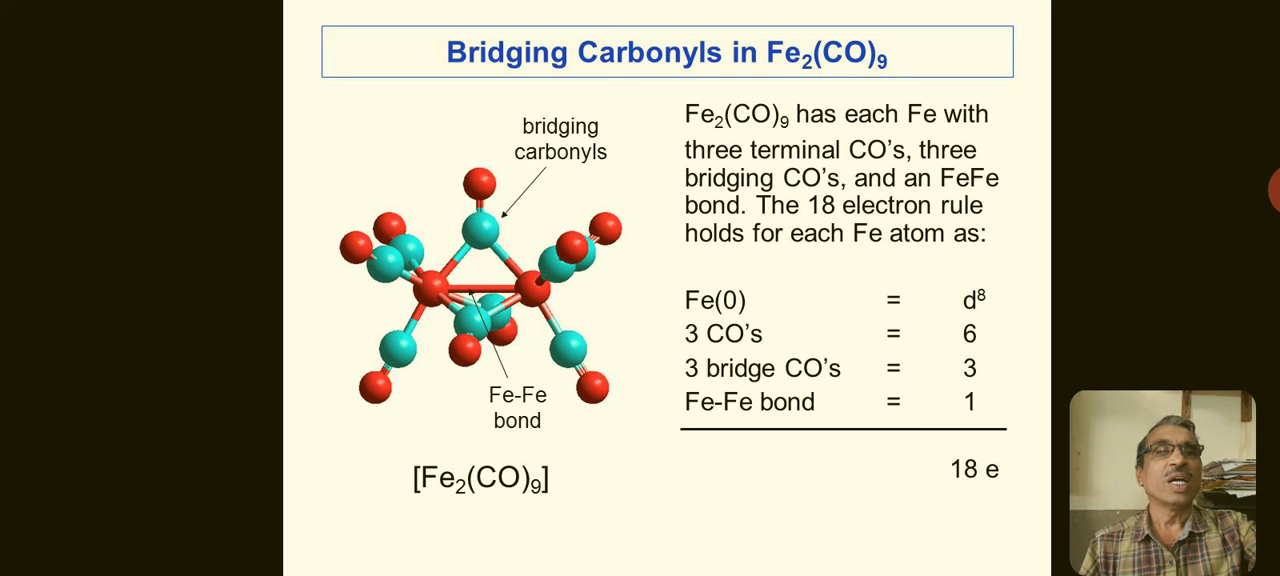 Bridging Carbonyls in Fe₂(CO)₉
bridging
carbonyls
Fe-Fe
bond
[Fe₂(CO)₉]
Fe₂(CO)₉ has each Fe with
three terminal CO’s, three
bridging CO’s, and an FeFe
bond. The 18 electron rule
holds for each Fe atom as:
Fe(0) = d⁸
3 CO’s = 6
3 bridge CO’s = 3
Fe-Fe bond = 1
18 e